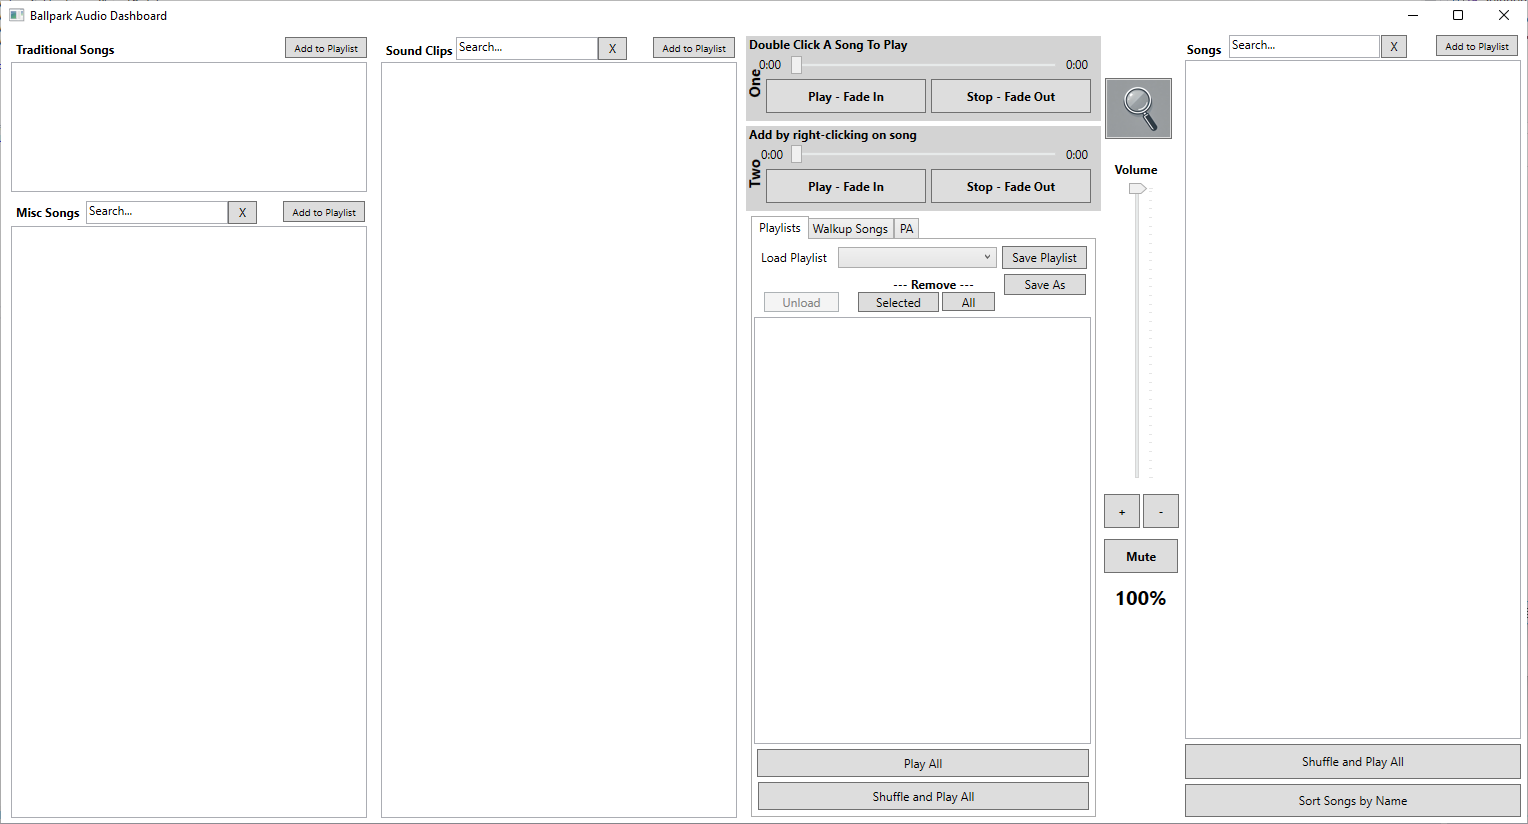 Ballpark Audio Dashboard
Traditional Songs
Add to Playlist
Misc Songs
Search...
X
Add to Playlist
Sound Clips
Search...
X
Add to Playlist
Double Click A Song To Play
One
0:00
0:00
Play - Fade In
Stop - Fade Out
Add by right-clicking on song
Two
0:00
0:00
Play - Fade In
Stop - Fade Out
Playlists
Walkup Songs
PA
Load Playlist
Save Playlist
--- Remove ---
Save As
Unload
Selected
All
Play All
Shuffle and Play All
Volume
+
-
Mute
100%
Songs
Search...
X
Add to Playlist
Shuffle and Play All
Sort Songs by Name